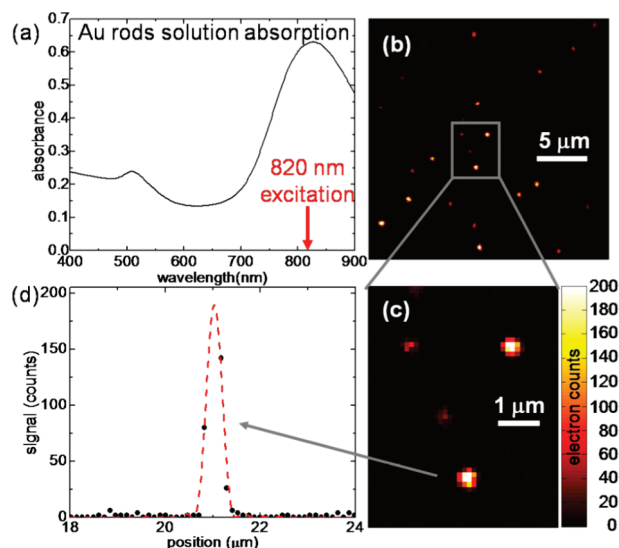 (a)
Au rods solution absorption
0.7
0.6
0.5
0.4
0.3
0.2
0.1
0.0
absorbance
820 nm
excitation
400 500 600 700 800 900
wavelength(nm)
(b)
5 μm
(d)
200
150
100
50
0
signal (counts)
18 20 22 24
position (μm)
(c)
1 μm
200
180
160
140
120
100
80
60
40
20
0
electron counts